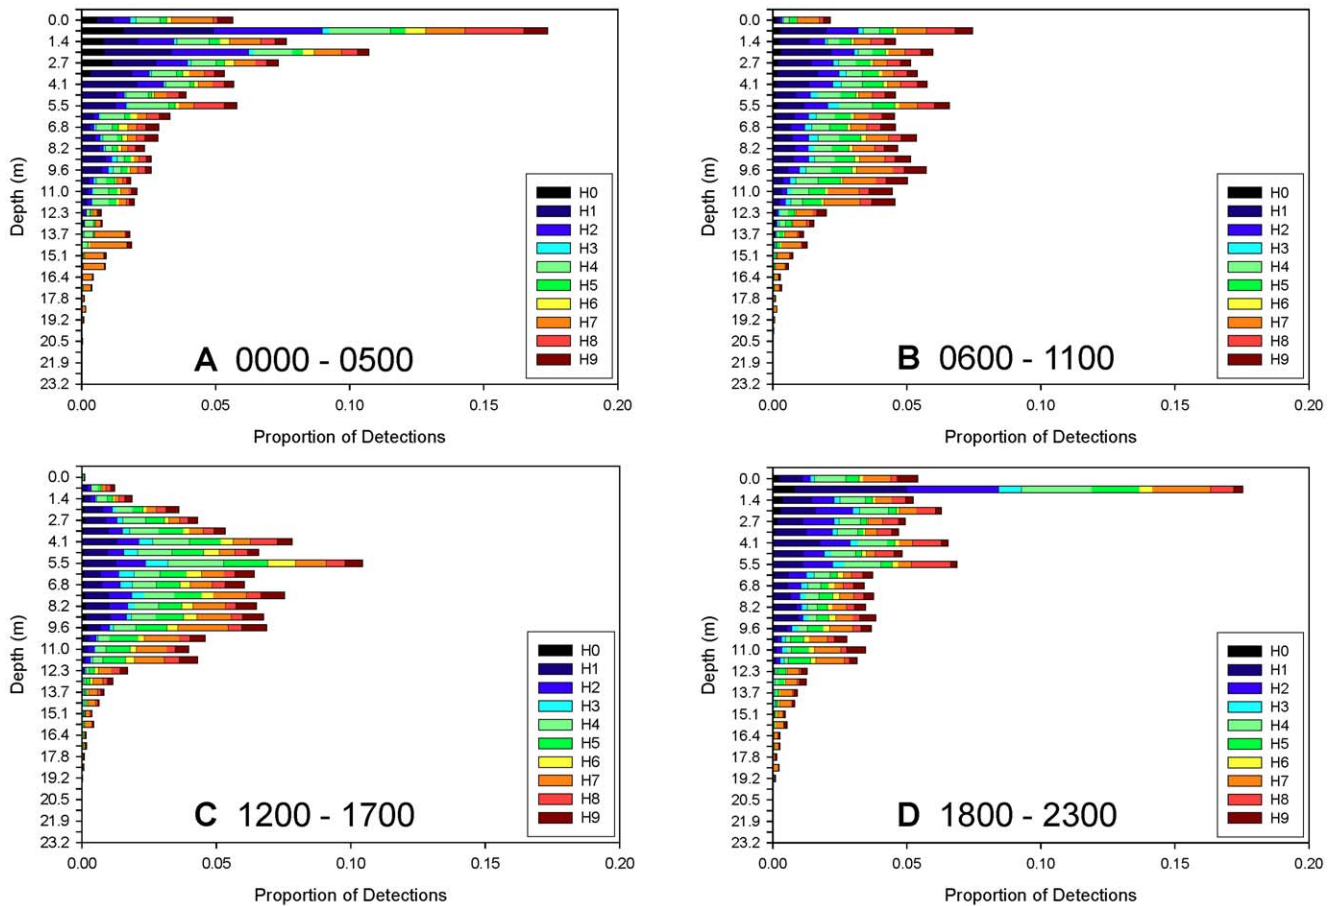 Depth (m)
0.0
1.4
2.7
4.1
5.5
6.8
8.2
9.6
11.0
12.3
13.7
15.1
16.4
17.8
19.2
20.5
21.9
23.2
H0
H1
H2
H3
H4
H5
H6
H7
H8
H9
A 0000 - 0500
0.00 0.05 0.10 0.15 0.20
Proportion of Detections
Depth (m)
0.0
1.4
2.7
4.1
5.5
6.8
8.2
9.6
11.0
12.3
13.7
15.1
16.4
17.8
19.2
20.5
21.9
23.2
H0
H1
H2
H3
H4
H5
H6
H7
H8
H9
B 0600 - 1100
0.00 0.05 0.10 0.15 0.20
Proportion of Detections
Depth (m)
0.0
1.4
2.7
4.1
5.5
6.8
8.2
9.6
11.0
12.3
13.7
15.1
16.4
17.8
19.2
20.5
21.9
23.2
H0
H1
H2
H3
H4
H5
H6
H7
H8
H9
C 1200 - 1700
0.00 0.05 0.10 0.15 0.20
Proportion of Detections
Depth (m)
0.0
1.4
2.7
4.1
5.5
6.8
8.2
9.6
11.0
12.3
13.7
15.1
16.4
17.8
19.2
20.5
21.9
23.2
H0
H1
H2
H3
H4
H5
H6
H7
H8
H9
D 1800 - 2300
0.00 0.05 0.10 0.15 0.20
Proportion of Detections